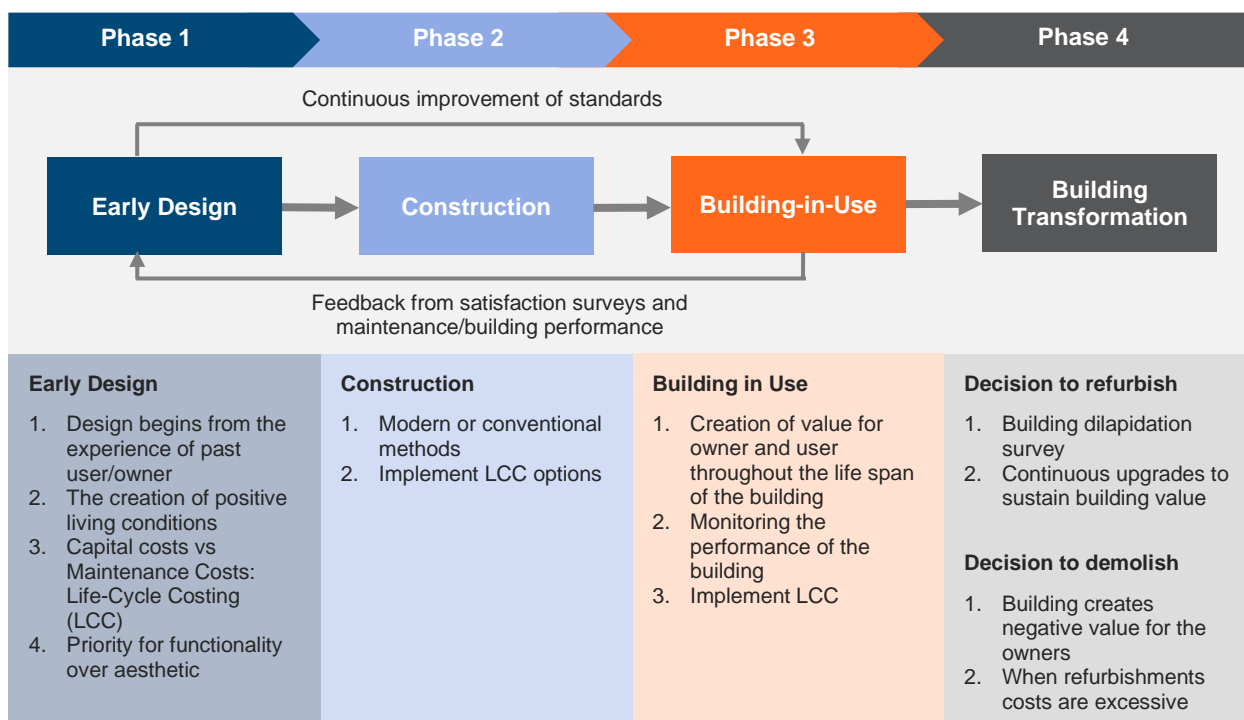 Phase 1
Phase 2
Phase 3
Phase 4
Continuous improvement of standards
Early Design
Construction
Building-in-Use
Building
Transformation
Feedback from satisfaction surveys and
maintenance/building performance
Early Design
1. Design begins from the
experience of past
user/owner
2. The creation of positive
living conditions
3. Capital costs vs
Maintenance Costs:
Life-Cycle Costing
(LCC)
4. Priority for functionality
over aesthetic
Construction
1. Modern or conventional
methods
2. Implement LCC options
Building in Use
1. Creation of value for
owner and user
throughout the life span
of the building
2. Monitoring the
performance of the
building
3. Implement LCC
Decision to refurbish
1. Building dilapidation
survey
2. Continuous upgrades to
sustain building value
Decision to demolish
1. Building creates
negative value for the
owners
2. When refurbishments
costs are excessive